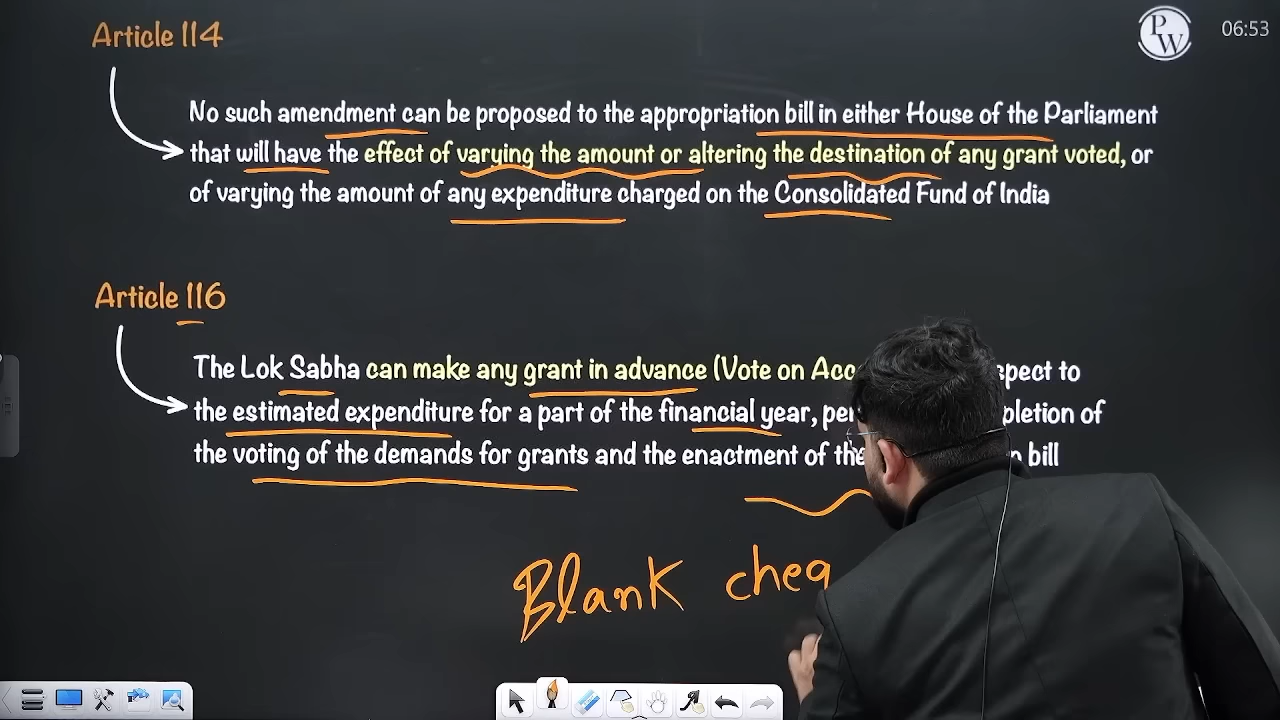 Article 114
PW
06:53
No such amendment can be proposed to the appropriation bill in either House of the Parliament
that will have the effect of varying the amount or altering the destination of any grant voted, or
of varying the amount of any expenditure charged on the Consolidated Fund of India
Article 116
The Lok Sabha can make any grant in advance (Vote on Acc spect to
the estimated expenditure for a part of the financial year, pe pletion of
the voting of the demands for grants and the enactment of the n bill
Blank cheq